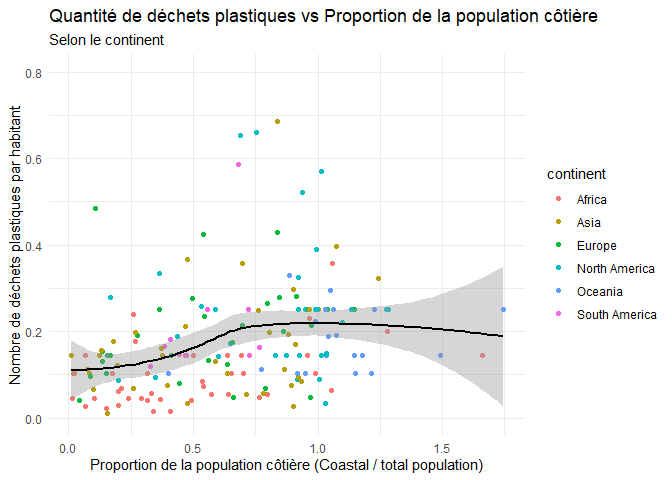 Quantité de déchets plastiques vs Proportion de la population côtière
Selon le continent
Nombre de déchets plastiques par habitant
0.8
0.6
0.4
0.2
0.0
0.0
0.5
1.0
1.5
Proportion de la population côtière (Coastal / total population)
continent
Africa
Asia
Europe
North America
Oceania
South America